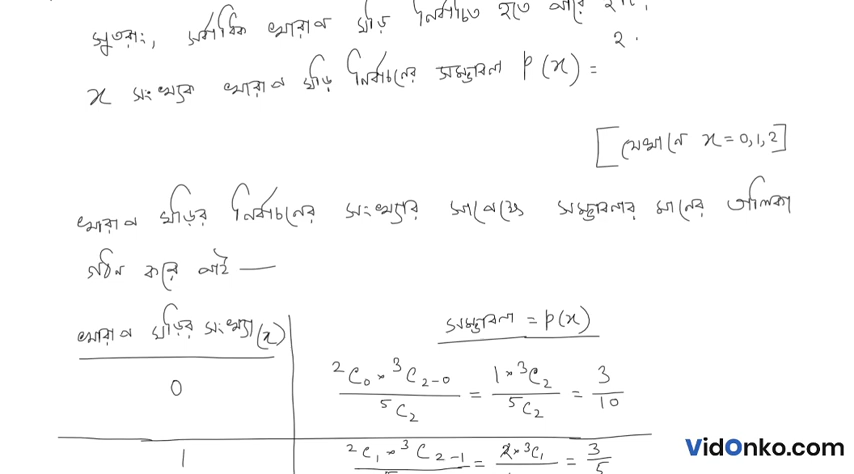 সুতরাং, সর্বাধিক খারাপ ঘড়ি নির্বাচিত হতে পারে
2.
x সংখ্যক খারাপ ঘড়ি নির্বাচনের সম্ভাবনা P(x) =
[যেখানে x = 0, 1, 2]
খারাপ ঘড়ির নির্বাচনের সংখ্যার সাপেক্ষে সম্ভাবনার মানের তালিকা
গঠন করে পাই —
খারাপ ঘড়ির সংখ্যা (x) সম্ভাবনা = P(x)
0 ²C₀ × ³C₂₋₀ / ⁵C₂ = 1 × ³C₂ / ⁵C₂ = 3/10
1 ²C₁ × ³C₂₋₁ / = 2 × ³C₁ / = 3/5
VidOnko.com